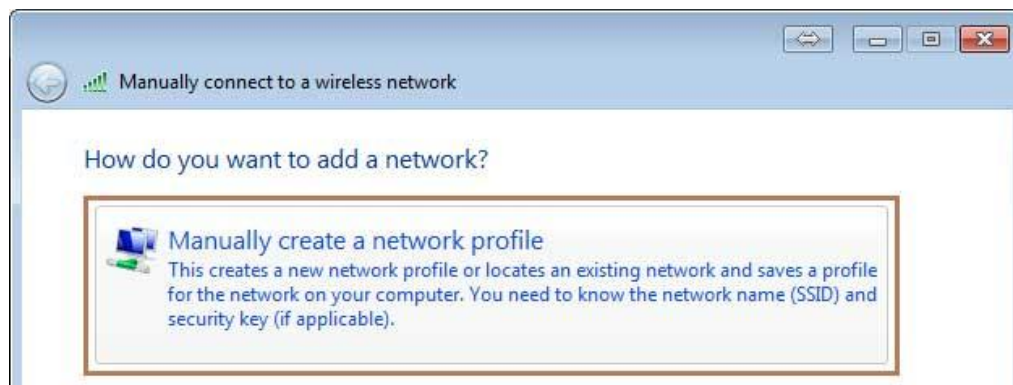 Manually connect to a wireless network
How do you want to add a network?
Manually create a network profile
This creates a new network profile or locates an existing network and saves a profile
for the network on your computer. You need to know the network name (SSID) and
security key (if applicable).